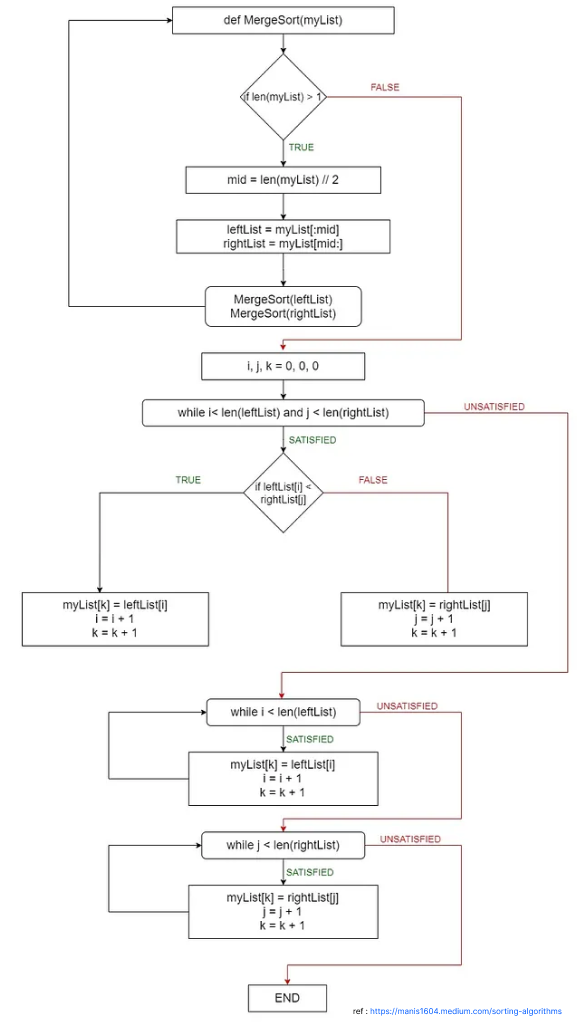 def MergeSort(myList)
if len(myList) > 1
FALSE
TRUE
mid = len(myList) // 2
leftList = myList[:mid]
rightList = myList[mid:]
MergeSort(leftList)
MergeSort(rightList)
i, j, k = 0, 0, 0
while i< len(leftList) and j < len(rightList)
UNSATISFIED
SATISFIED
TRUE
if leftList[i] <
rightList[j]
FALSE
myList[k] = leftList[i]
i = i + 1
k = k + 1
myList[k] = rightList[j]
j = j + 1
k = k + 1
while i < len(leftList)
UNSATISFIED
SATISFIED
myList[k] = leftList[i]
i = i + 1
k = k + 1
while j < len(rightList)
UNSATISFIED
SATISFIED
myList[k] = rightList[j]
j = j + 1
k = k + 1
END
ref : https://manis1604.medium.com/sorting-algorithms